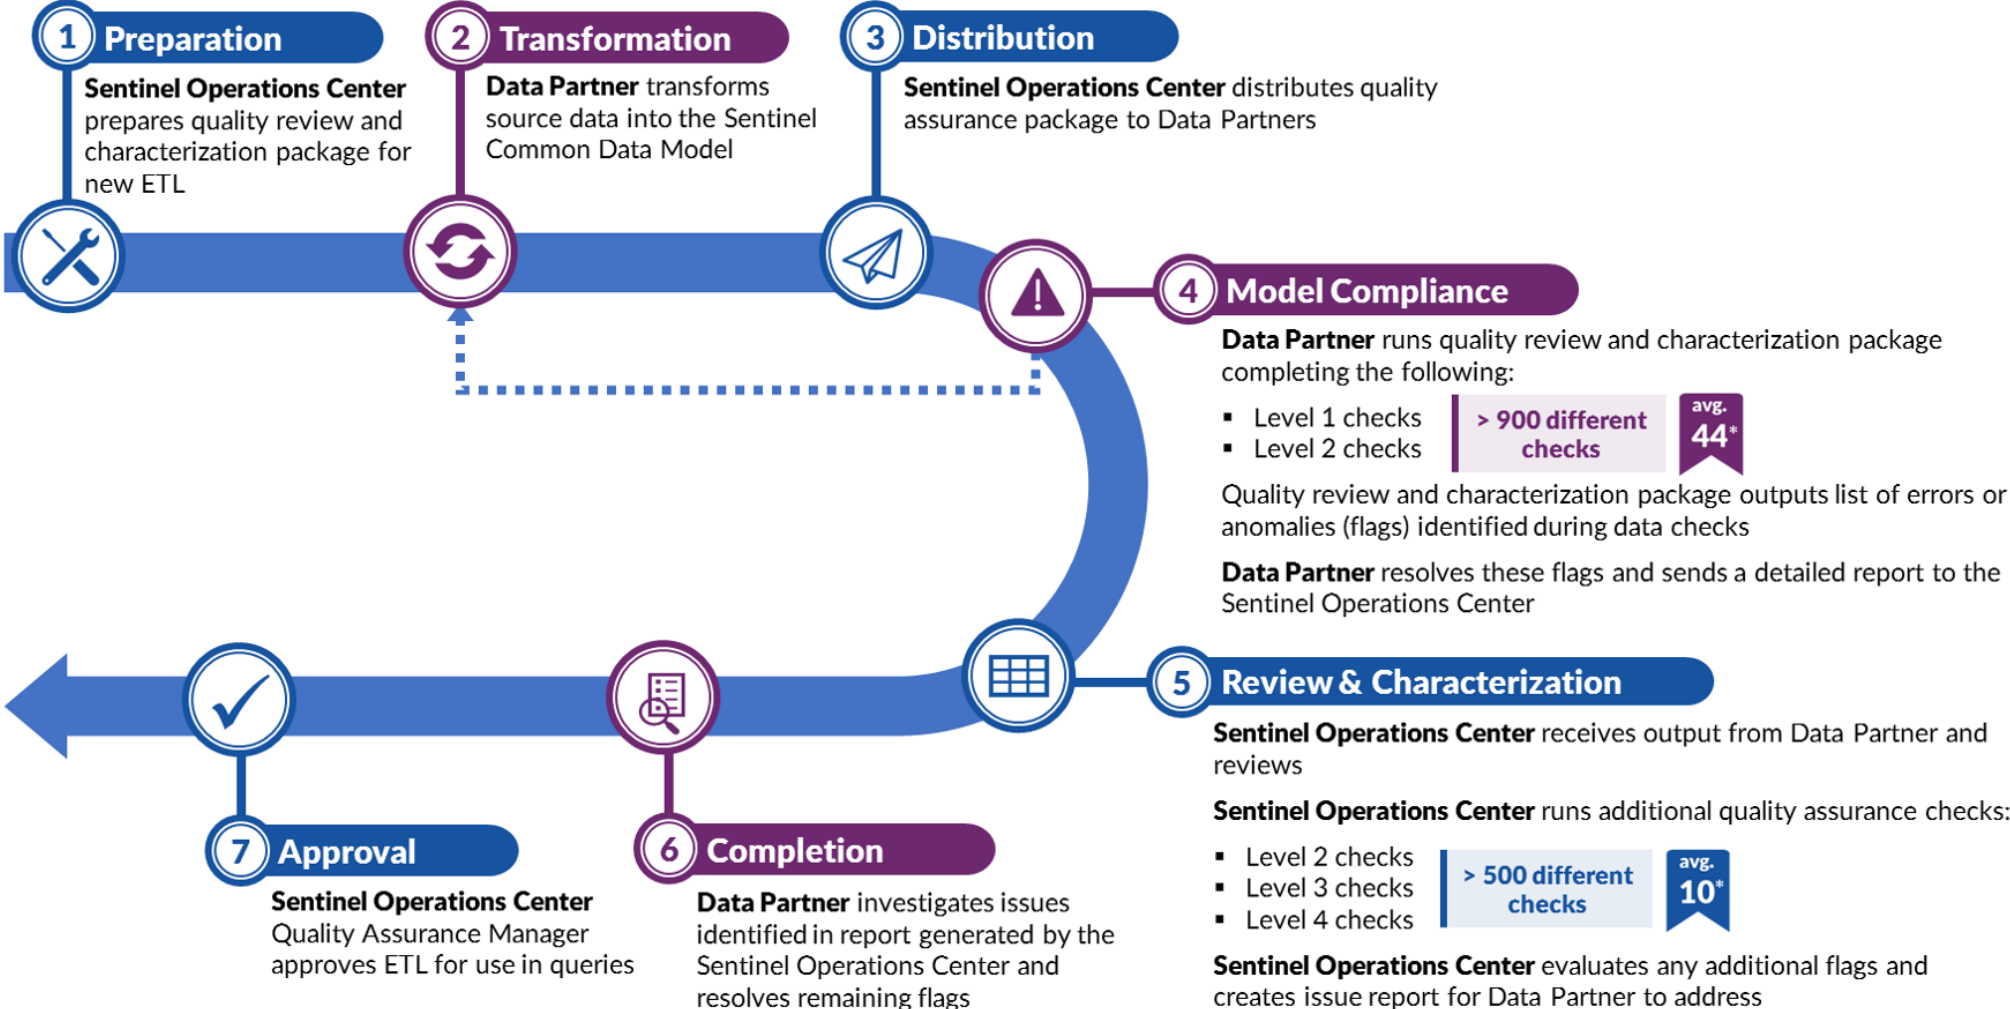 1 Preparation
Sentinel Operations Center
prepares quality review and
characterization package for
new ETL
2 Transformation
Data Partner transforms
source data into the Sentinel
Common Data Model
3 Distribution
Sentinel Operations Center distributes quality
assurance package to Data Partners
4 Model Compliance
Data Partner runs quality review and characterization package
completing the following:
▪ Level 1 checks
▪ Level 2 checks
> 900 different
checks
avg.
44*
Quality review and characterization package outputs list of errors or
anomalies (flags) identified during data checks
Data Partner resolves these flags and sends a detailed report to the
Sentinel Operations Center
5 Review & Characterization
Sentinel Operations Center receives output from Data Partner and
reviews
Sentinel Operations Center runs additional quality assurance checks:
▪ Level 2 checks
▪ Level 3 checks
▪ Level 4 checks
> 500 different
checks
avg.
10*
Sentinel Operations Center evaluates any additional flags and
creates issue report for Data Partner to address
6 Completion
Data Partner investigates issues
identified in report generated by the
Sentinel Operations Center and
resolves remaining flags
7 Approval
Sentinel Operations Center
Quality Assurance Manager
approves ETL for use in queries